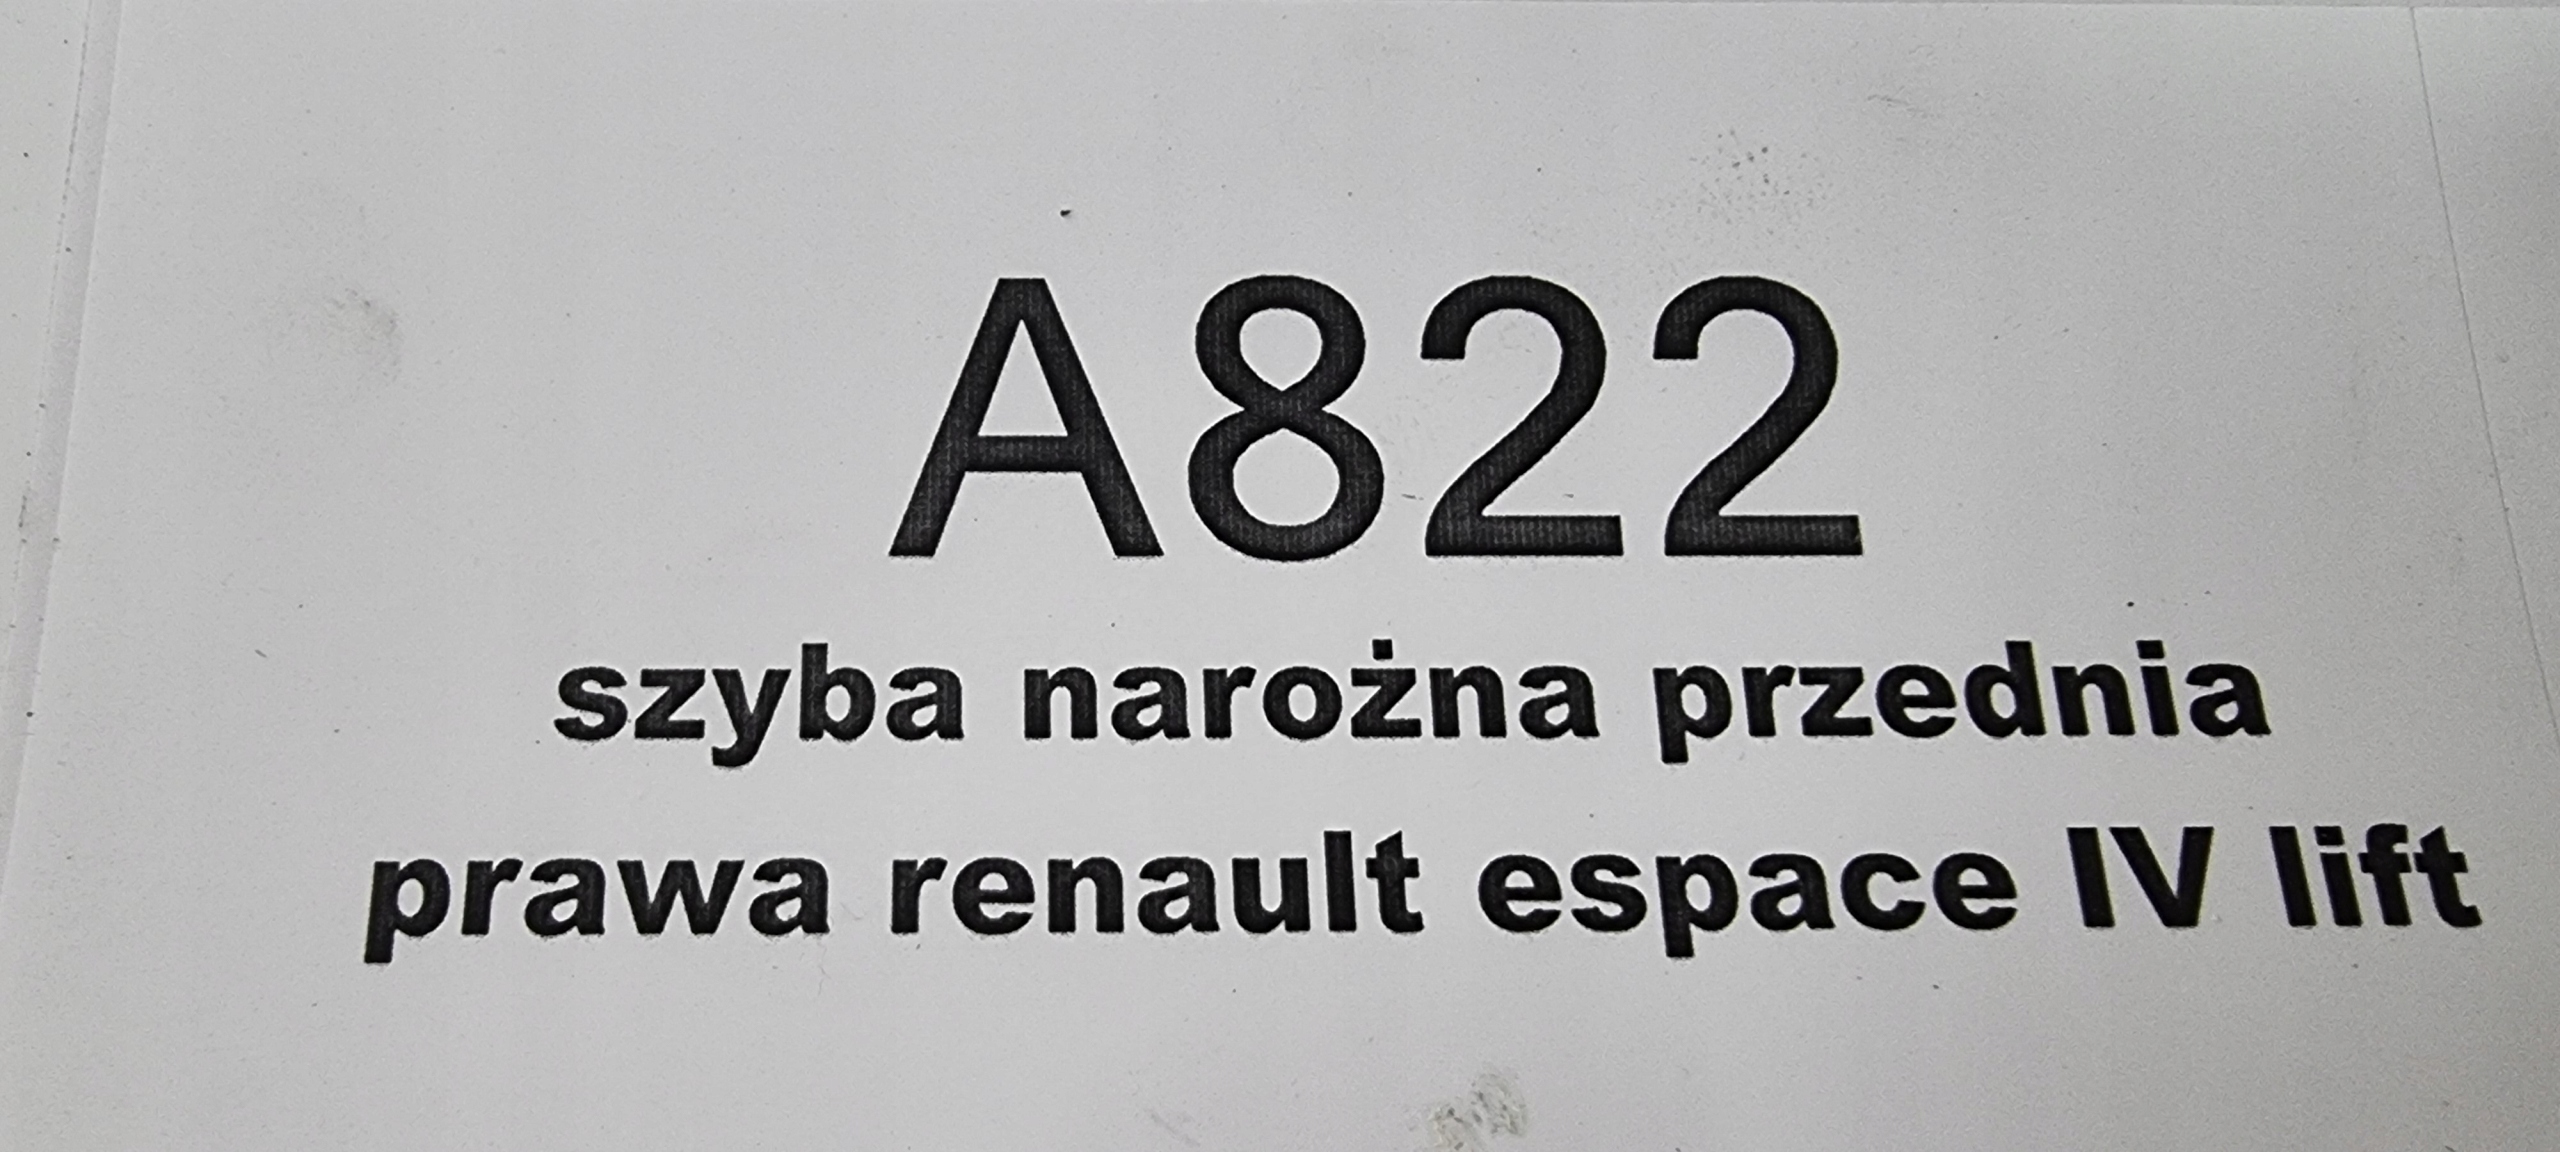 A822
szyba narożna przednia
prawa renault espace IV lift